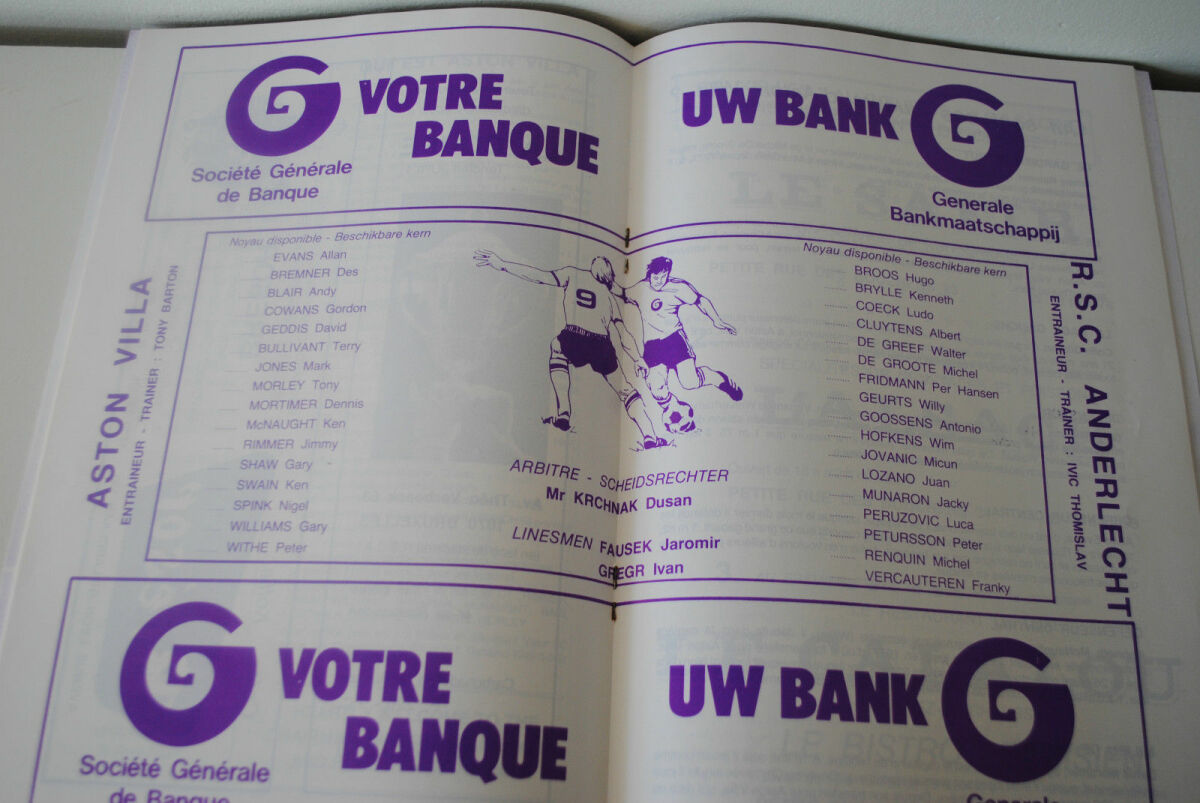 VOTRE
BANQUE
Société Générale
de Banque
UW BANK
Generale
Bankmaatschappij
ASTON VILLA
ENTRAINEUR - TRAINER : TONY BARTON
Noyau disponible - Beschikbare kern
EVANS Allan
BREMNER Des
BLAIR Andy
COWANS Gordon
GEDDIS David
BULLIVANT Terry
JONES Mark
MORLEY Tony
MORTIMER Dennis
McNAUGHT Ken
RIMMER Jimmy
SHAW Gary
SWAIN Ken
SPINK Nigel
WILLIAMS Gary
WITHE Peter
9
ARBITRE - SCHEIDSRECHTER
Mr KRCHNAK Dusan
LINESMEN FAUSEK Jaromir
GREGR Ivan
Noyau disponible - Beschikbare kern
BROOS Hugo
BRYLLE Kenneth
COECK Ludo
CLUYTENS Albert
DE GREEF Walter
DE GROOTE Michel
FRIDMANN Per Hansen
GEURTS Willy
GOOSSENS Antonio
HOFKENS Wim
JOVANIC Micun
LOZANO Juan
MUNARON Jacky
PERUZOVIC Luca
PETURSSON Peter
RENQUIN Michel
VERCAUTEREN Franky
R.S.C. ANDERLECHT
ENTRAINEUR - TRAÎNER : IVIC THOMISLAV
VOTRE
BANQUE
Société Générale
de Banque
UW BANK
Generale